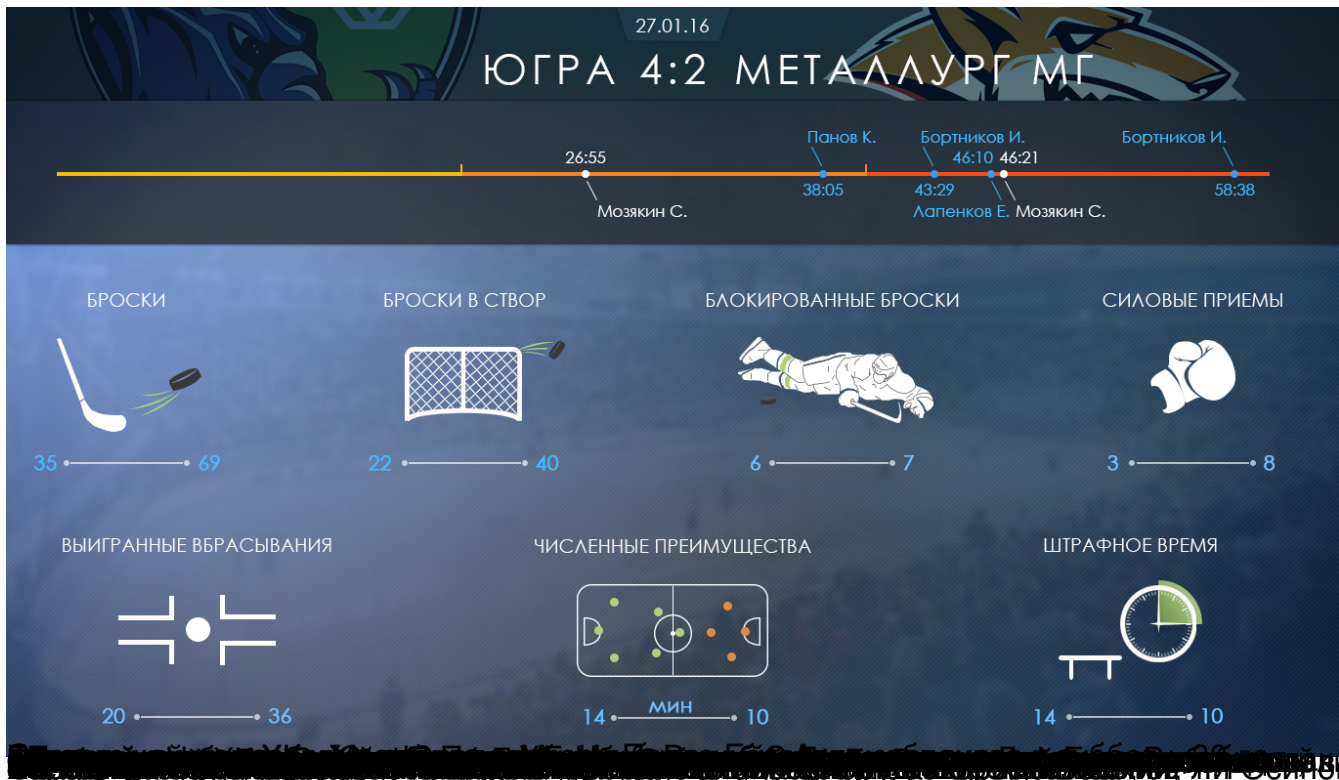 27.01.16
ЮГРА 4:2 МЕТАЛЛУРГ МГ
Панов К. Бортников И. Бортников И.
26:55 46:10 46:21
38:05 43:29 58:38
Мозякин С. Лапенков Е. Мозякин С.
БРОСКИ БРОСКИ В СТВОР БЛОКИРОВАННЫЕ БРОСКИ СИЛОВЫЕ ПРИЕМЫ
35 69 22 40 6 7 3 8
ВЫИГРАННЫЕ ВБРАСЫВАНИЯ ЧИСЛЕННЫЕ ПРЕИМУЩЕСТВА ШТРАФНОЕ ВРЕМЯ
мин
20 36 14 10 14 10